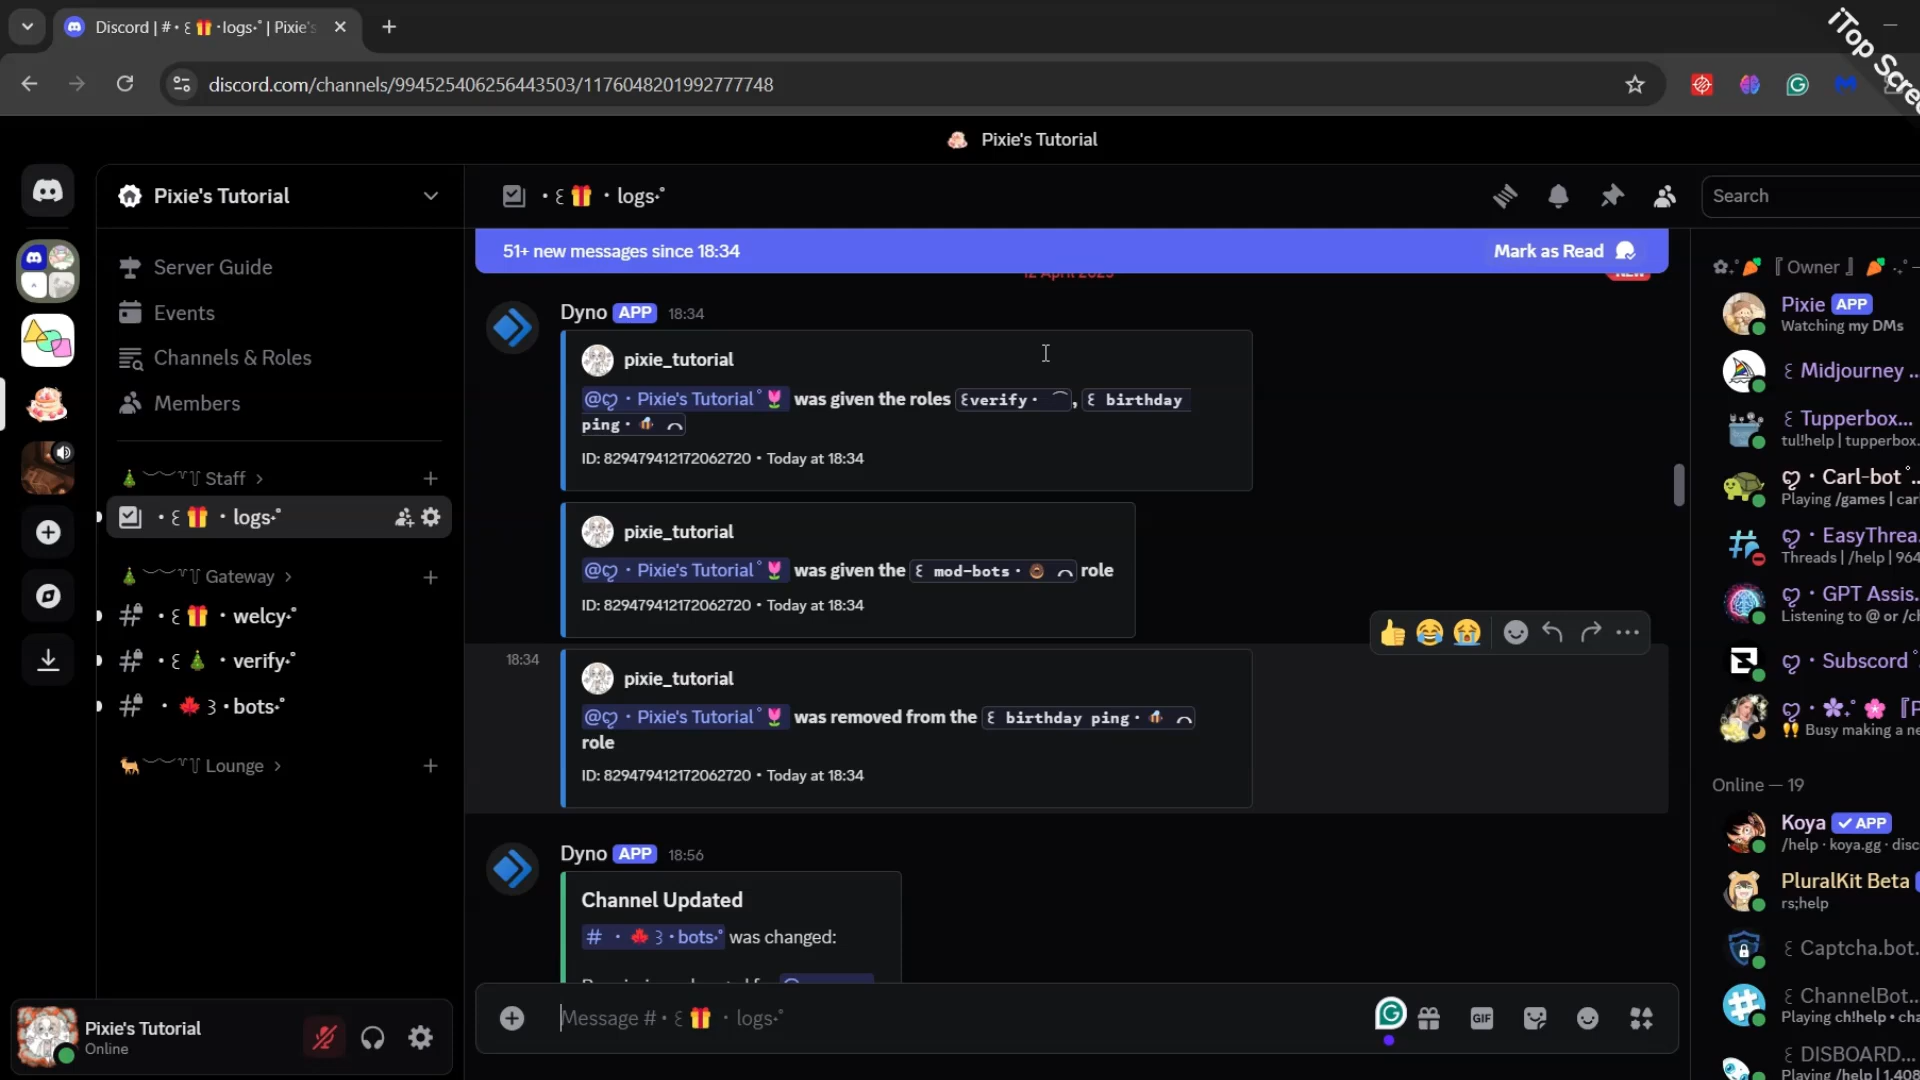 Discord | # • ꒰ 🎁 • logs˖° | Pixie's
iTop Scree
discord.com/channels/994525406256443503/1176048201992777748
Pixie's Tutorial
Pixie's Tutorial
Server Guide
Events
Channels & Roles
Members
Staff
• ꒰ 🎁 • logs˖°
Gateway
• ꒰ 🎁 • welcy˖°
• ꒰ 🎄 • verify˖°
• 🍁 ꒱ • bots˖°
Lounge
Pixie's Tutorial
Online
• ꒰ 🎁 • logs˖°
Search
51+ new messages since 18:34
Mark as Read
12 April 2025
NEW
Dyno APP 18:34
pixie_tutorial
@ღ • Pixie's Tutorial ˚🌷 was given the roles ꒰verify• ⌒, ꒰ birthday
ping• ⌒
ID: 829479412172062720 • Today at 18:34
pixie_tutorial
@ღ • Pixie's Tutorial ˚🌷 was given the ꒰ mod-bots• 🍩 ⌒ role
ID: 829479412172062720 • Today at 18:34
18:34
pixie_tutorial
@ღ • Pixie's Tutorial ˚🌷 was removed from the ꒰ birthday ping• ⌒
role
ID: 829479412172062720 • Today at 18:34
Dyno APP 18:56
Channel Updated
# • 🍁 ꒱ • bots˖° was changed:
Message # • ꒰ 🎁 • logs˖°
GIF
🥕『Owner』🥕
Pixie APP
Watching my DMs
꒰ Midjourney ...
꒰ Tupperbox...
tul!help | tupperbox.
ღ • Carl-bot ˚..
Playing /games | car
ღ • EasyThrea.
Threads | /help | 964
ღ • GPT Assis.
Listening to @ or /ch
ღ • Subscord
Busy making a ne
Online — 19
Koya APP
/help · koya.gg · disc
PluralKit Beta
rs;help
꒰ Captcha.bot.
꒰ ChannelBot...
Playing ch!help • cha
꒰ DISBOARD...
Playing /help | 1,408